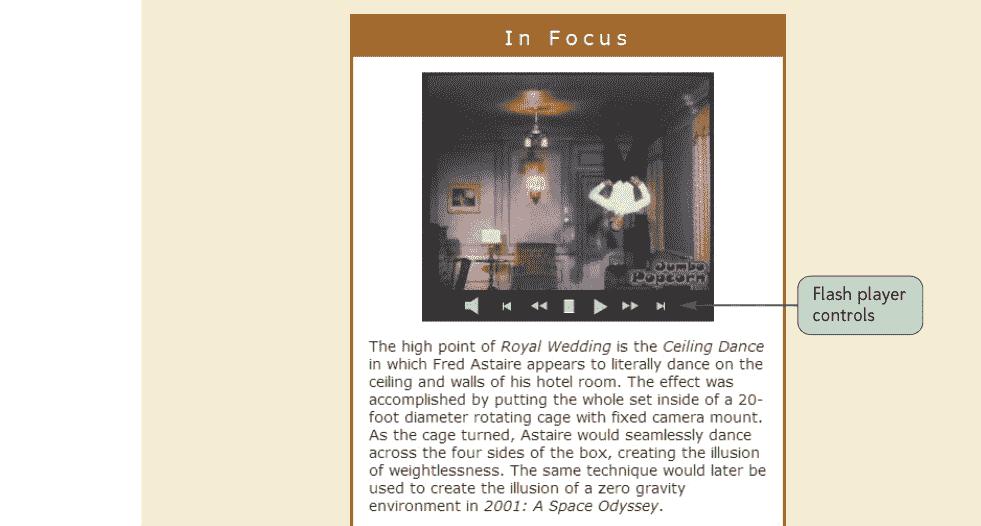 In Focus
Jumbo
Popcorn
Flash player
controls
The high point of Royal Wedding is the Ceiling Dance
in which Fred Astaire appears to literally dance on the
ceiling and walls of his hotel room. The effect was
accomplished by putting the whole set inside of a 20-
foot diameter rotating cage with fixed camera mount.
As the cage turned, Astaire would seamlessly dance
across the four sides of the box, creating the illusion
of weightlessness. The same technique would later be
used to create the illusion of a zero gravity
environment in 2001: A Space Odyssey.